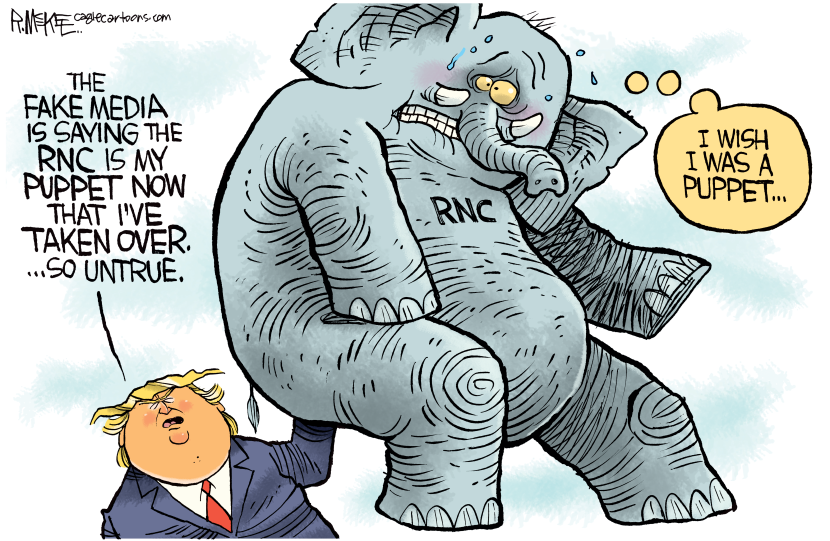 R.McKEE.. caglecartoons.com
THE
FAKE MEDIA
IS SAYING THE
RNC IS MY
PUPPET NOW
THAT I'VE
TAKEN OVER.
...SO UNTRUE.
RNC
I WISH
I WAS A
PUPPET...